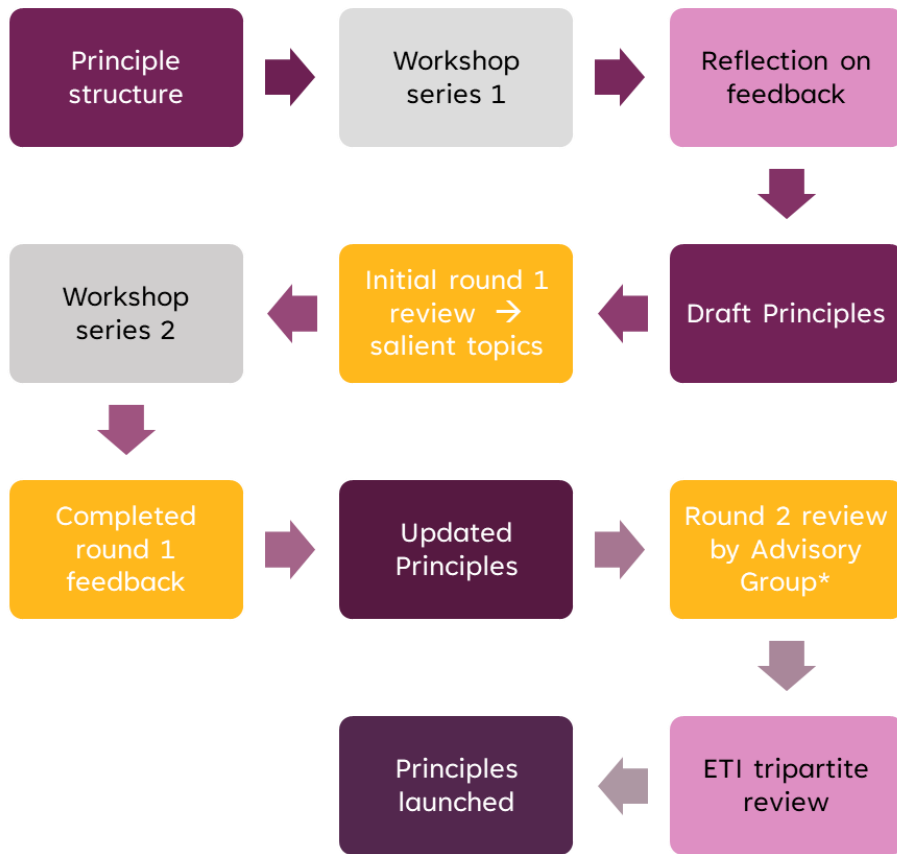 Principle
structure
Workshop
series 1
Reflection on
feedback
Draft Principles
Initial round 1
review →
salient topics
Workshop
series 2
Completed
round 1
feedback
Updated
Principles
Round 2 review
by Advisory
Group*
ETI tripartite
review
Principles
launched